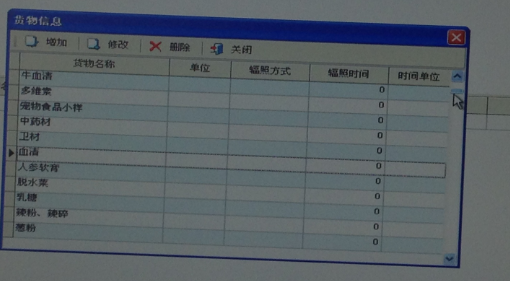 货物信息
增加 修改 删除 关闭
货物名称 单位 辐照方式 辐照时间 时间单位
牛血清 0
多维素 0
宠物食品小样 0
中药材 0
卫材 0
血清 0
人参软膏 0
脱水菜 0
乳糖 0
辣粉、辣碎 0
薯粉 0